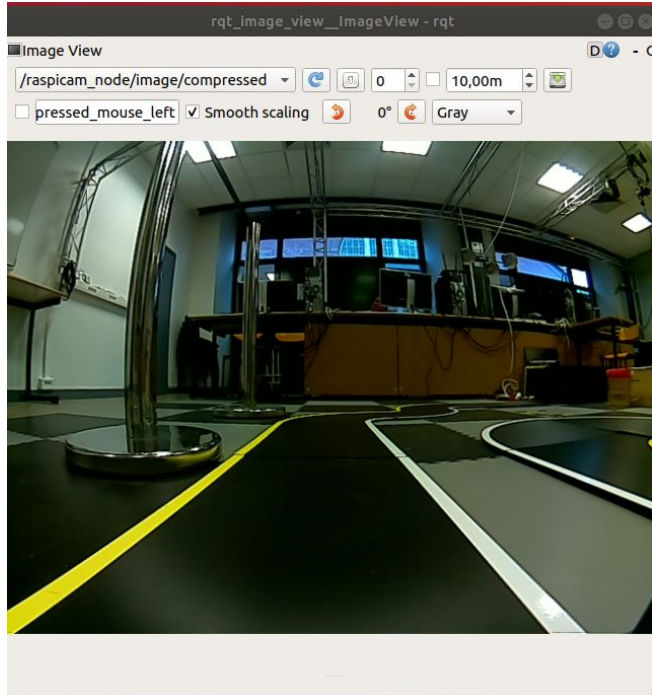 rqt_image_view__ImageView - rqt
Image View
D
-
/raspicam_node/image/compressed
0
10,00m
pressed_mouse_left
Smooth scaling
0°
Gray